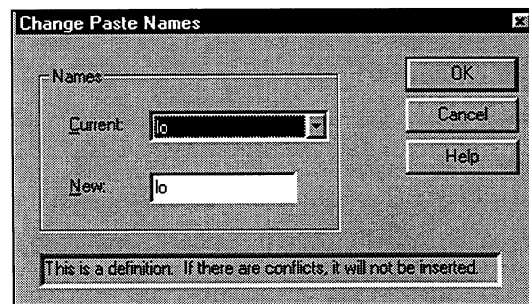 Change Paste Names
Names
Current: lo
New: lo
OK
Cancel
Help
This is a definition. If there are conflicts, it will not be inserted.